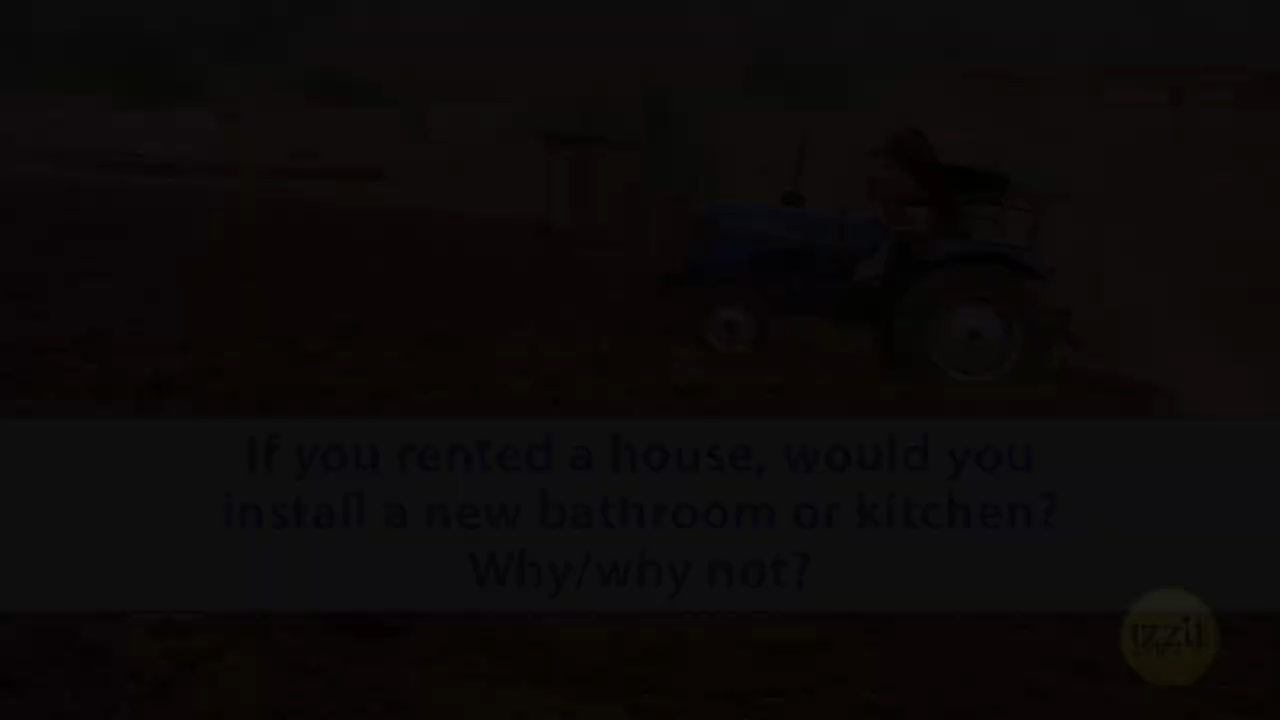 If you rented a house, would you
install a new bathroom or kitchen?
Why/why not?